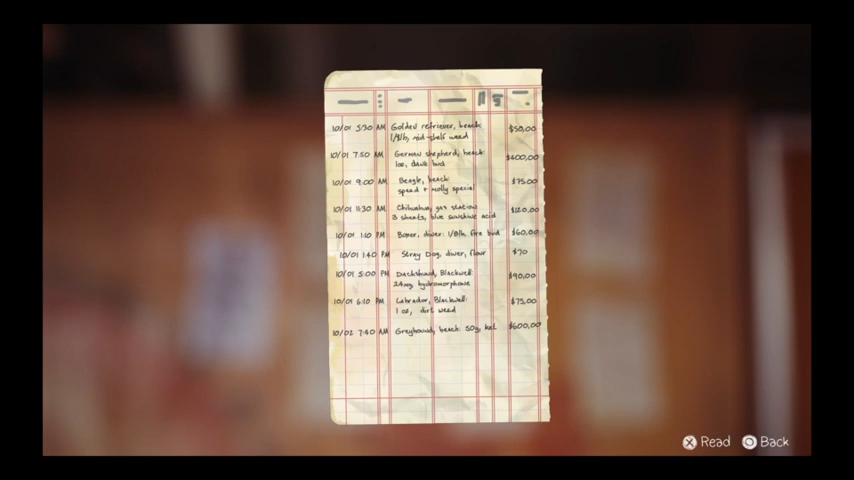 10/01 5:30 AM Golden retriever, beach: $50,00
1/8lb, mid-shelf weed
10/01 7:50 AM German shepherd, beach: $400,00
1oz, dank bud
10/01 9:00 AM Beagle, beach: $75,00
speed + molly special
10/01 11:30 AM Chihuahua, gas station: $120,00
3 sheets, blue sunshine acid
10/01 1:10 PM Boxer, diner: 1/8lb, fire bud $60,00
10/01 1:40 PM Stray Dog, diner, flour $70
10/01 5:00 PM Dachshund, Blackwell: $90,00
24mg, hydromorphone
10/01 6:10 PM Labrador, Blackwell: $75,00
1 oz, dirt weed
10/02 7:40 AM Greyhound, beach: 50g, ket $600,00
Read Back